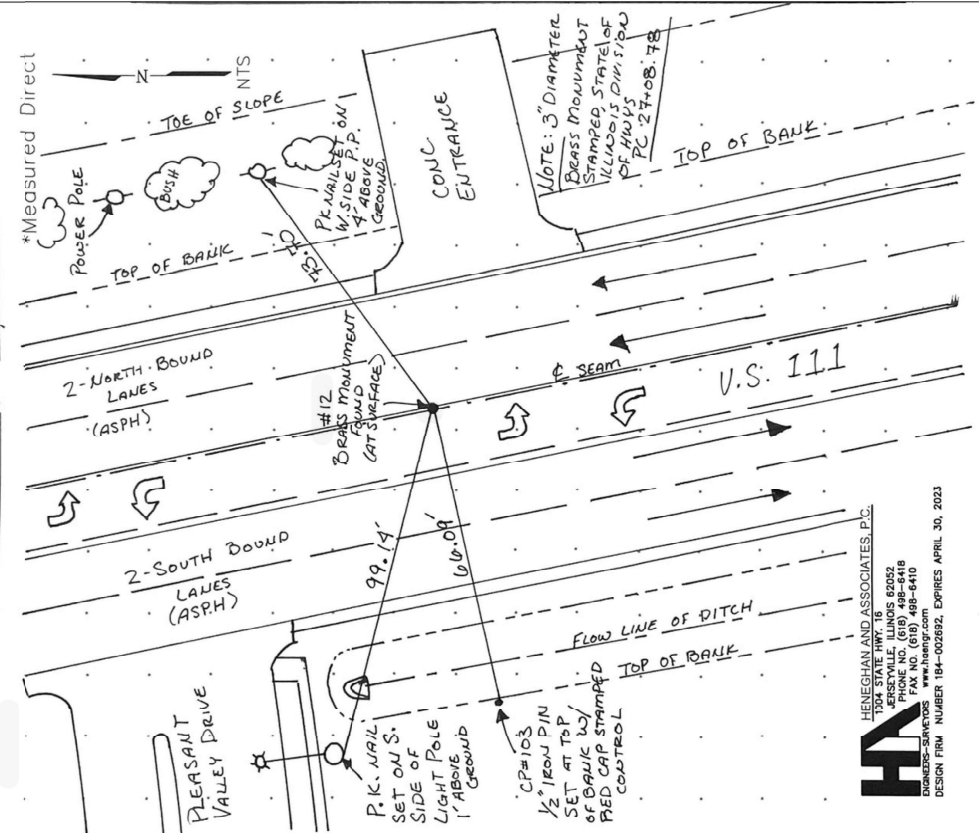 *Measured Direct
N
NTS
TOE OF SLOPE
POWER POLE
BUSH
TOP OF BANK
73.70'
PK NAIL SET ON
W. SIDE P.P.
4' ABOVE
GROUND.
CONC
ENTRANCE
NOTE: 3" DIAMETER
BRASS MONUMENT
STAMPED, STATE OF
ILLINOIS DIVISION
OF HWYS
PC 27+08.78
TOP OF BANK
2-NORTH BOUND
LANES
(ASPH)
#12
BRASS MONUMENT
FOUND
(AT SURFACE)
℄ SEAM
U.S. 111
2-SOUTH BOUND
LANES
(ASPH)
99.14'
66.09'
FLOW LINE OF DITCH
TOP OF BANK
PLEASANT
VALLEY DRIVE
P.K. NAIL
SET ON S.
SIDE OF
LIGHT POLE
1' ABOVE
GROUND
CP#103
1/2" IRON PIN
SET AT TOP
OF BANK W/
RED CAP STAMPED
CONTROL
HA
ENGINEERS-SURVEYORS
HENEGHAN AND ASSOCIATES, P.C.
1304 STATE HWY. 16
JERSEYVILLE, ILLINOIS 62052
PHONE NO. (618) 498-6418
FAX NO. (618) 498-6410
www.haengr.com
DESIGN FIRM NUMBER 184-002692, EXPIRES APRIL 30, 2023